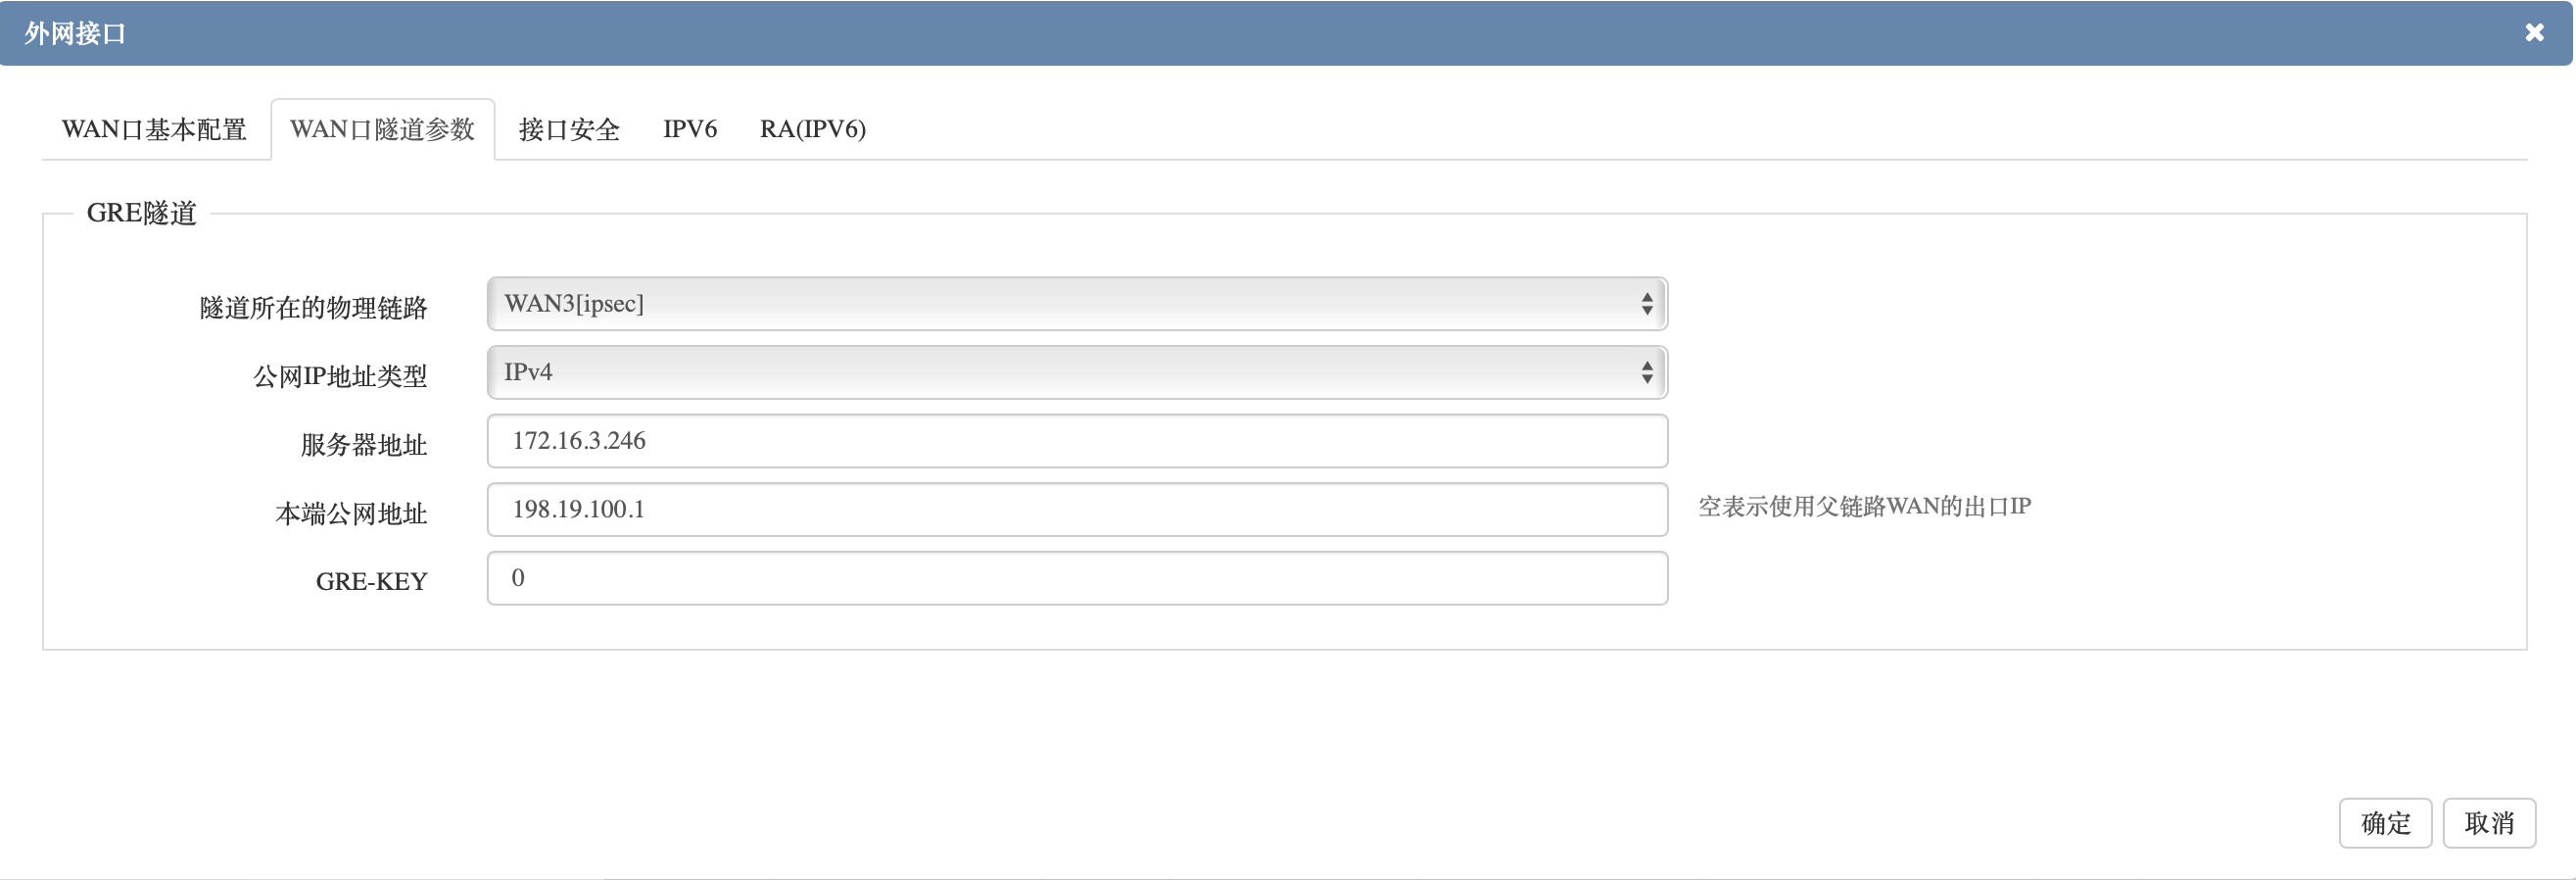 外网接口
WAN口基本配置 WAN口隧道参数 接口安全 IPV6 RA(IPV6)
GRE隧道
隧道所在的物理链路 WAN3[ipsec]
公网IP地址类型 IPv4
服务器地址 172.16.3.246
本端公网地址 198.19.100.1 空表示使用父链路WAN的出口IP
GRE-KEY 0
确定 取消